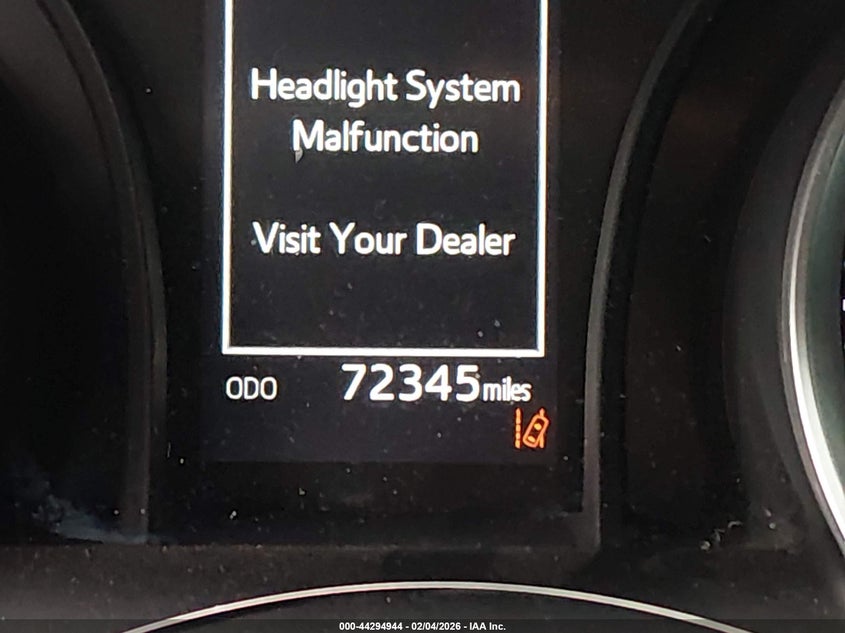 Headlight System
Malfunction
Visit Your Dealer
ODO 72345 miles
000-44294944 - 02/04/2026 - IAA Inc.